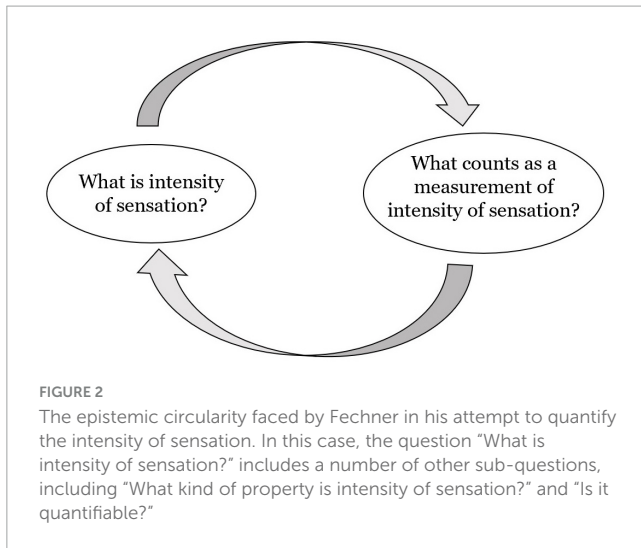 What is intensity
of sensation?
What counts as a
measurement of
intensity of sensation?
FIGURE 2
The epistemic circularity faced by Fechner in his attempt to quantify
the intensity of sensation. In this case, the question “What is
intensity of sensation?” includes a number of other sub-questions,
including “What kind of property is intensity of sensation?” and “Is it
quantifiable?”